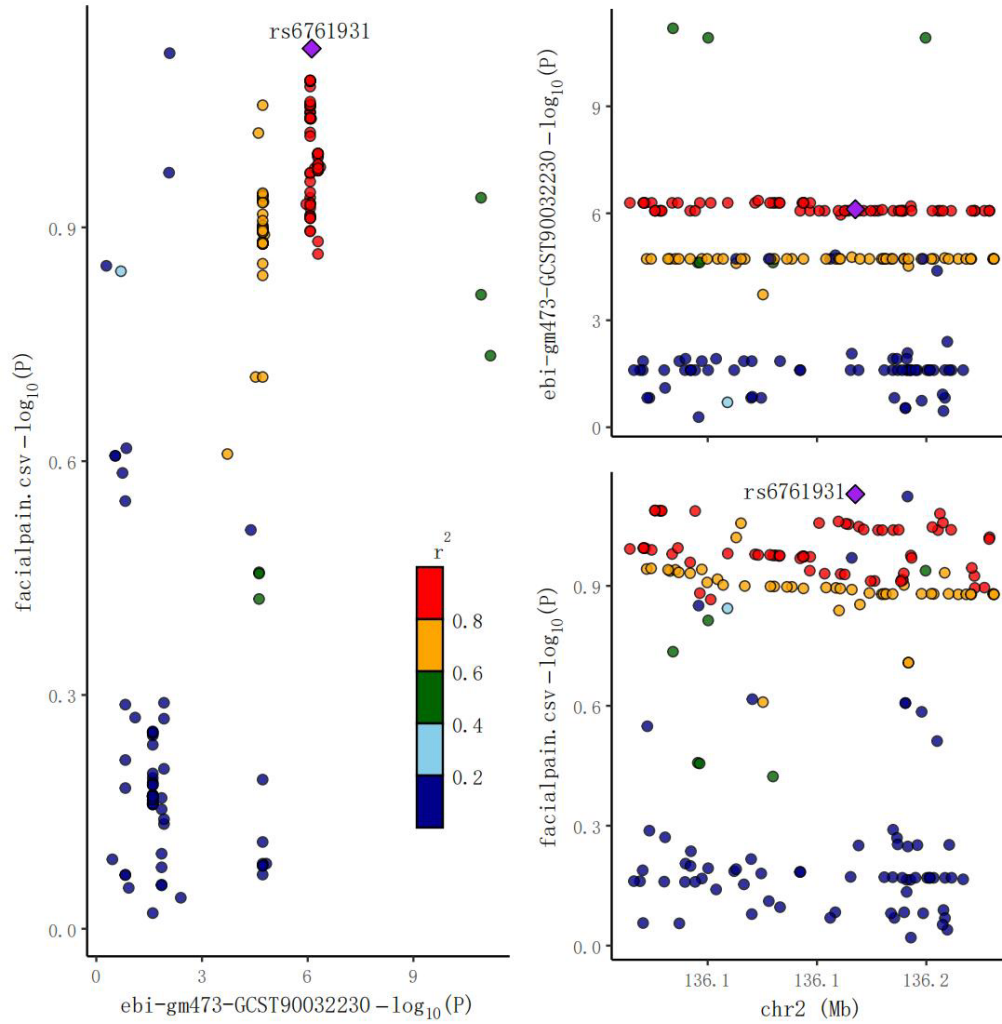 rs6761931
facialpain.csv-log10(P)
0.9
0.6
0.3
0.0
r2
0.8
0.6
0.4
0.2
0
3
6
9
ebi-gm473-GCST90032230-log10(P)
ebi-gm473-GCST90032230-log10(P)
9
6
3
0
rs6761931
facialpain.csv-log10(P)
0.9
0.6
0.3
0.0
136.1
136.1
136.2
chr2 (Mb)